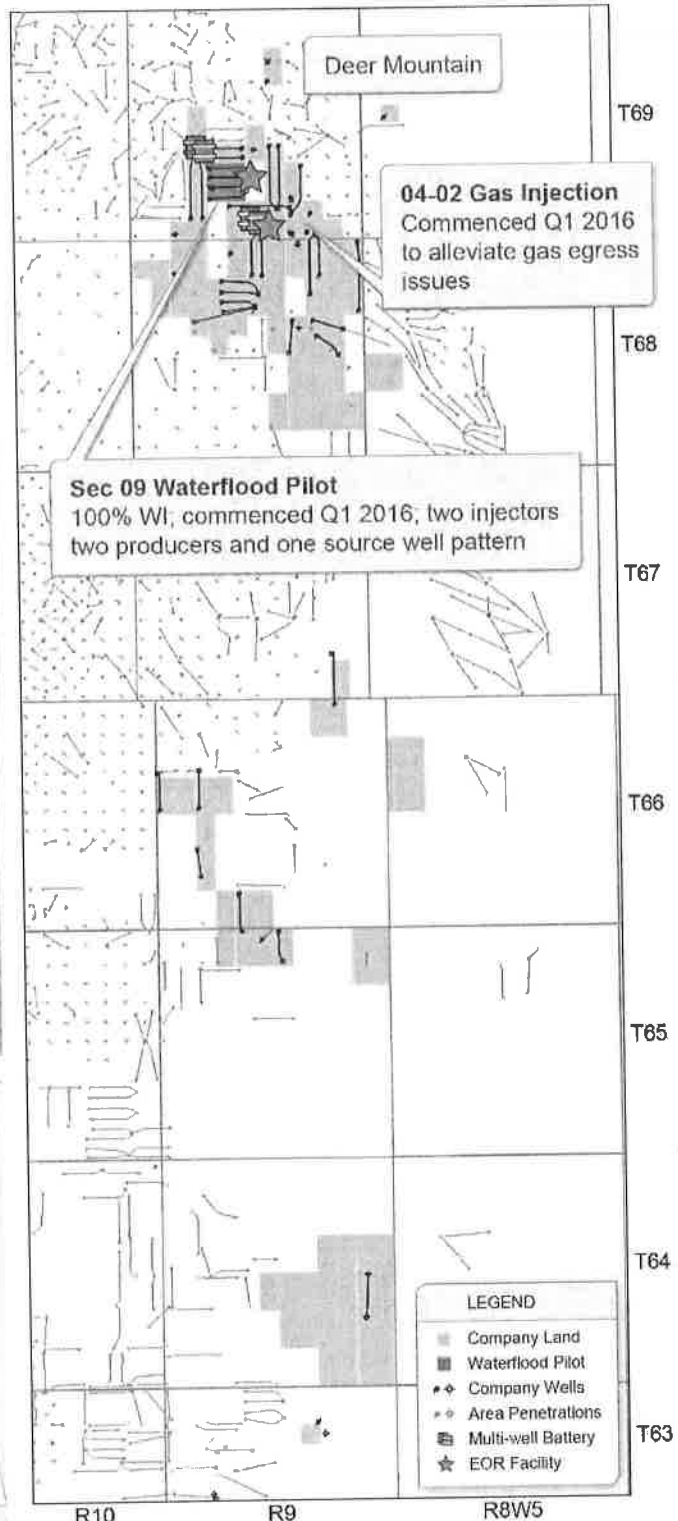 Deer Mountain
T69
04-02 Gas Injection
Commenced Q1 2016
to alleviate gas egress
issues
T68
Sec 09 Waterflood Pilot
100% WI; commenced Q1 2016; two injectors
two producers and one source well pattern
T67
T66
T65
T64
LEGEND
Company Land
Waterflood Pilot
Company Wells
Area Penetrations
Multi-well Battery
EOR Facility
T63
R10
R9
R8W5